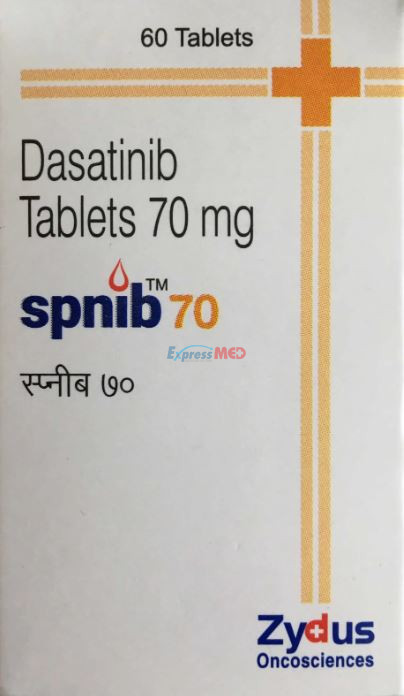 60 Tablets
Dasatinib
Tablets 70 mg
spnib™ 70
ExpressMED
स्प्नीब ७०
Zydus
Oncosciences